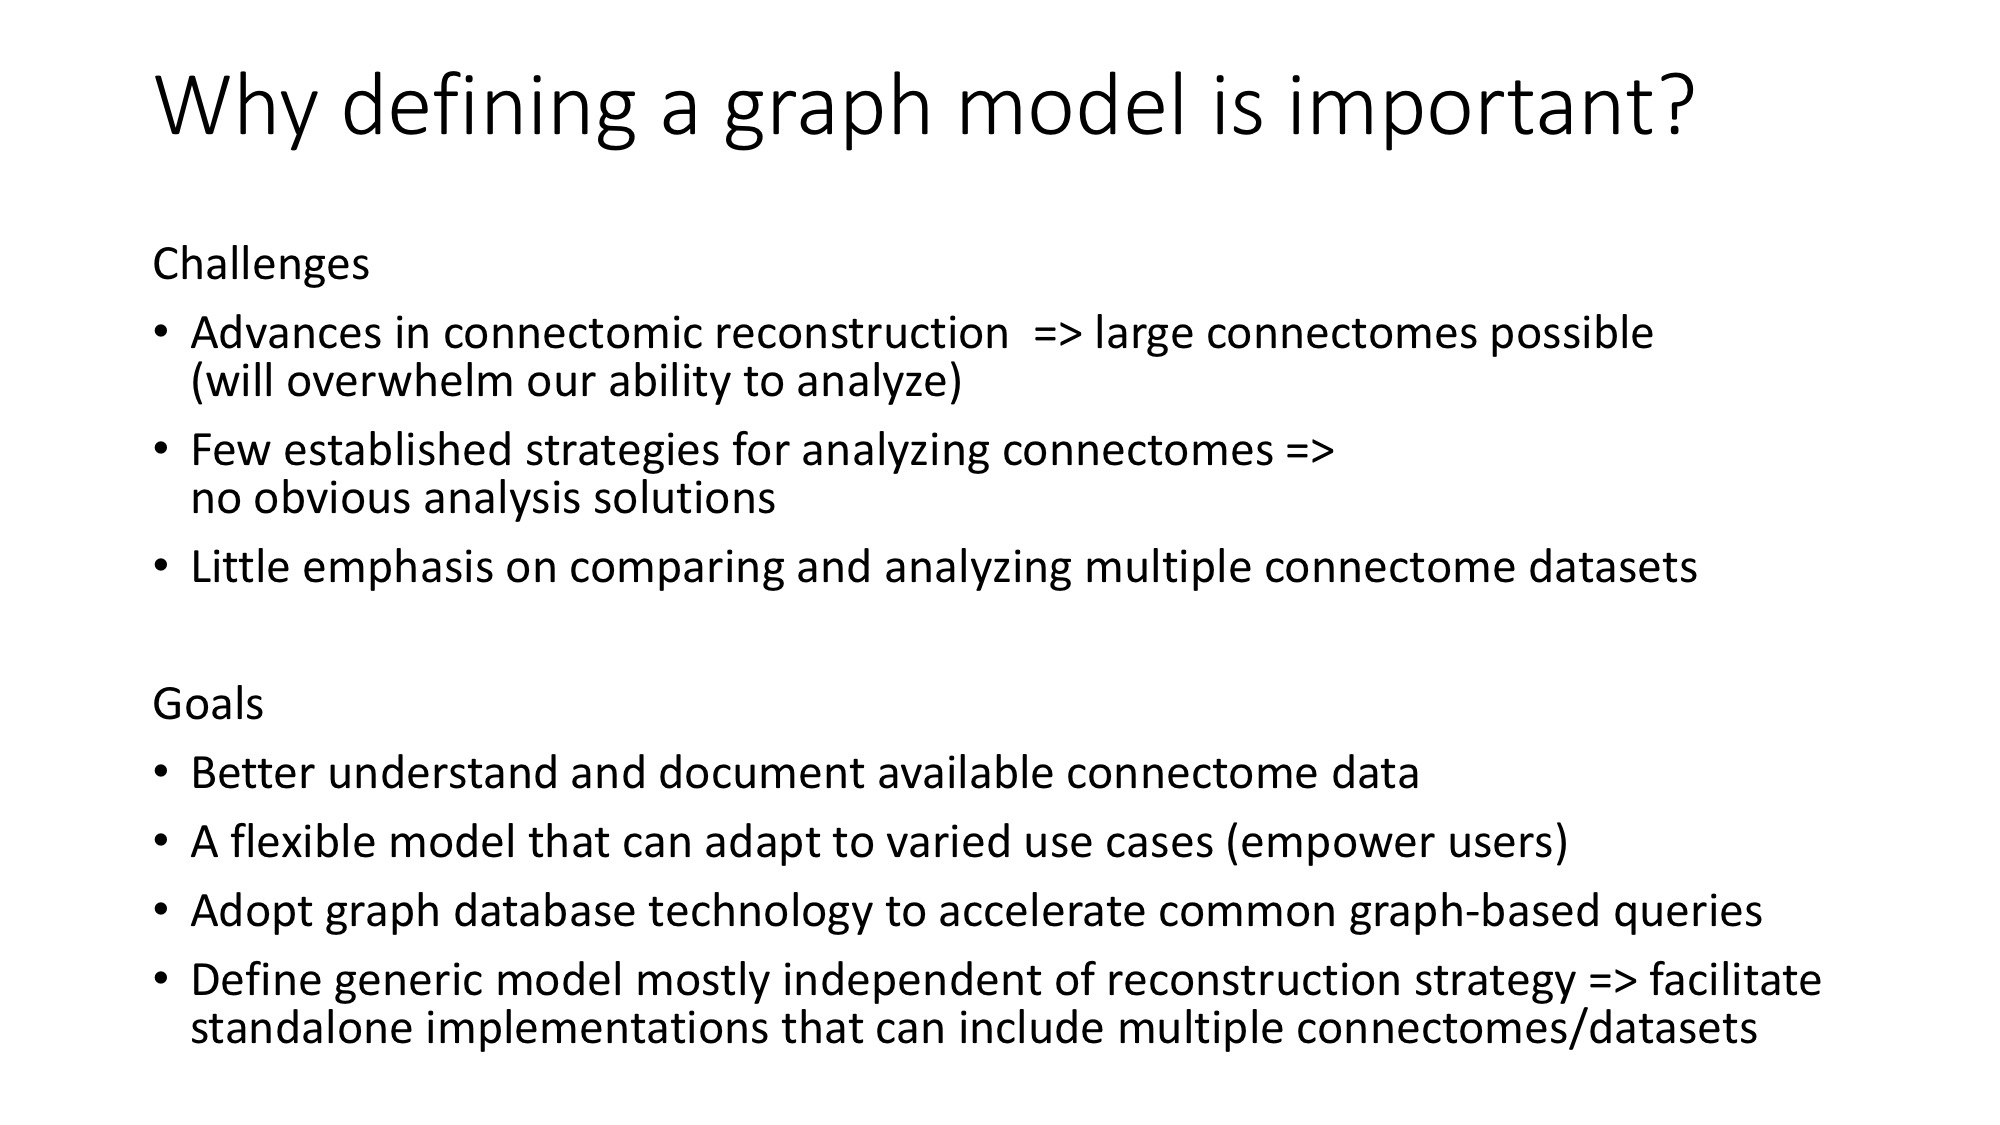 Why defining a graph model is important?
Challenges
• Advances in connectomic reconstruction  => large connectomes possible
(will overwhelm our ability to analyze)
• Few established strategies for analyzing connectomes =>
no obvious analysis solutions
• Little emphasis on comparing and analyzing multiple connectome datasets
Goals
• Better understand and document available connectome data
• A flexible model that can adapt to varied use cases (empower users)
• Adopt graph database technology to accelerate common graph-based queries
• Define generic model mostly independent of reconstruction strategy => facilitate
standalone implementations that can include multiple connectomes/datasets